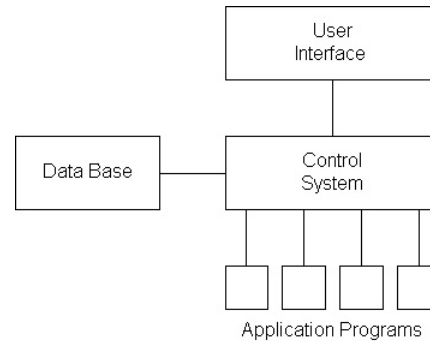 User
Interface
Data Base
Control
System
Application Programs